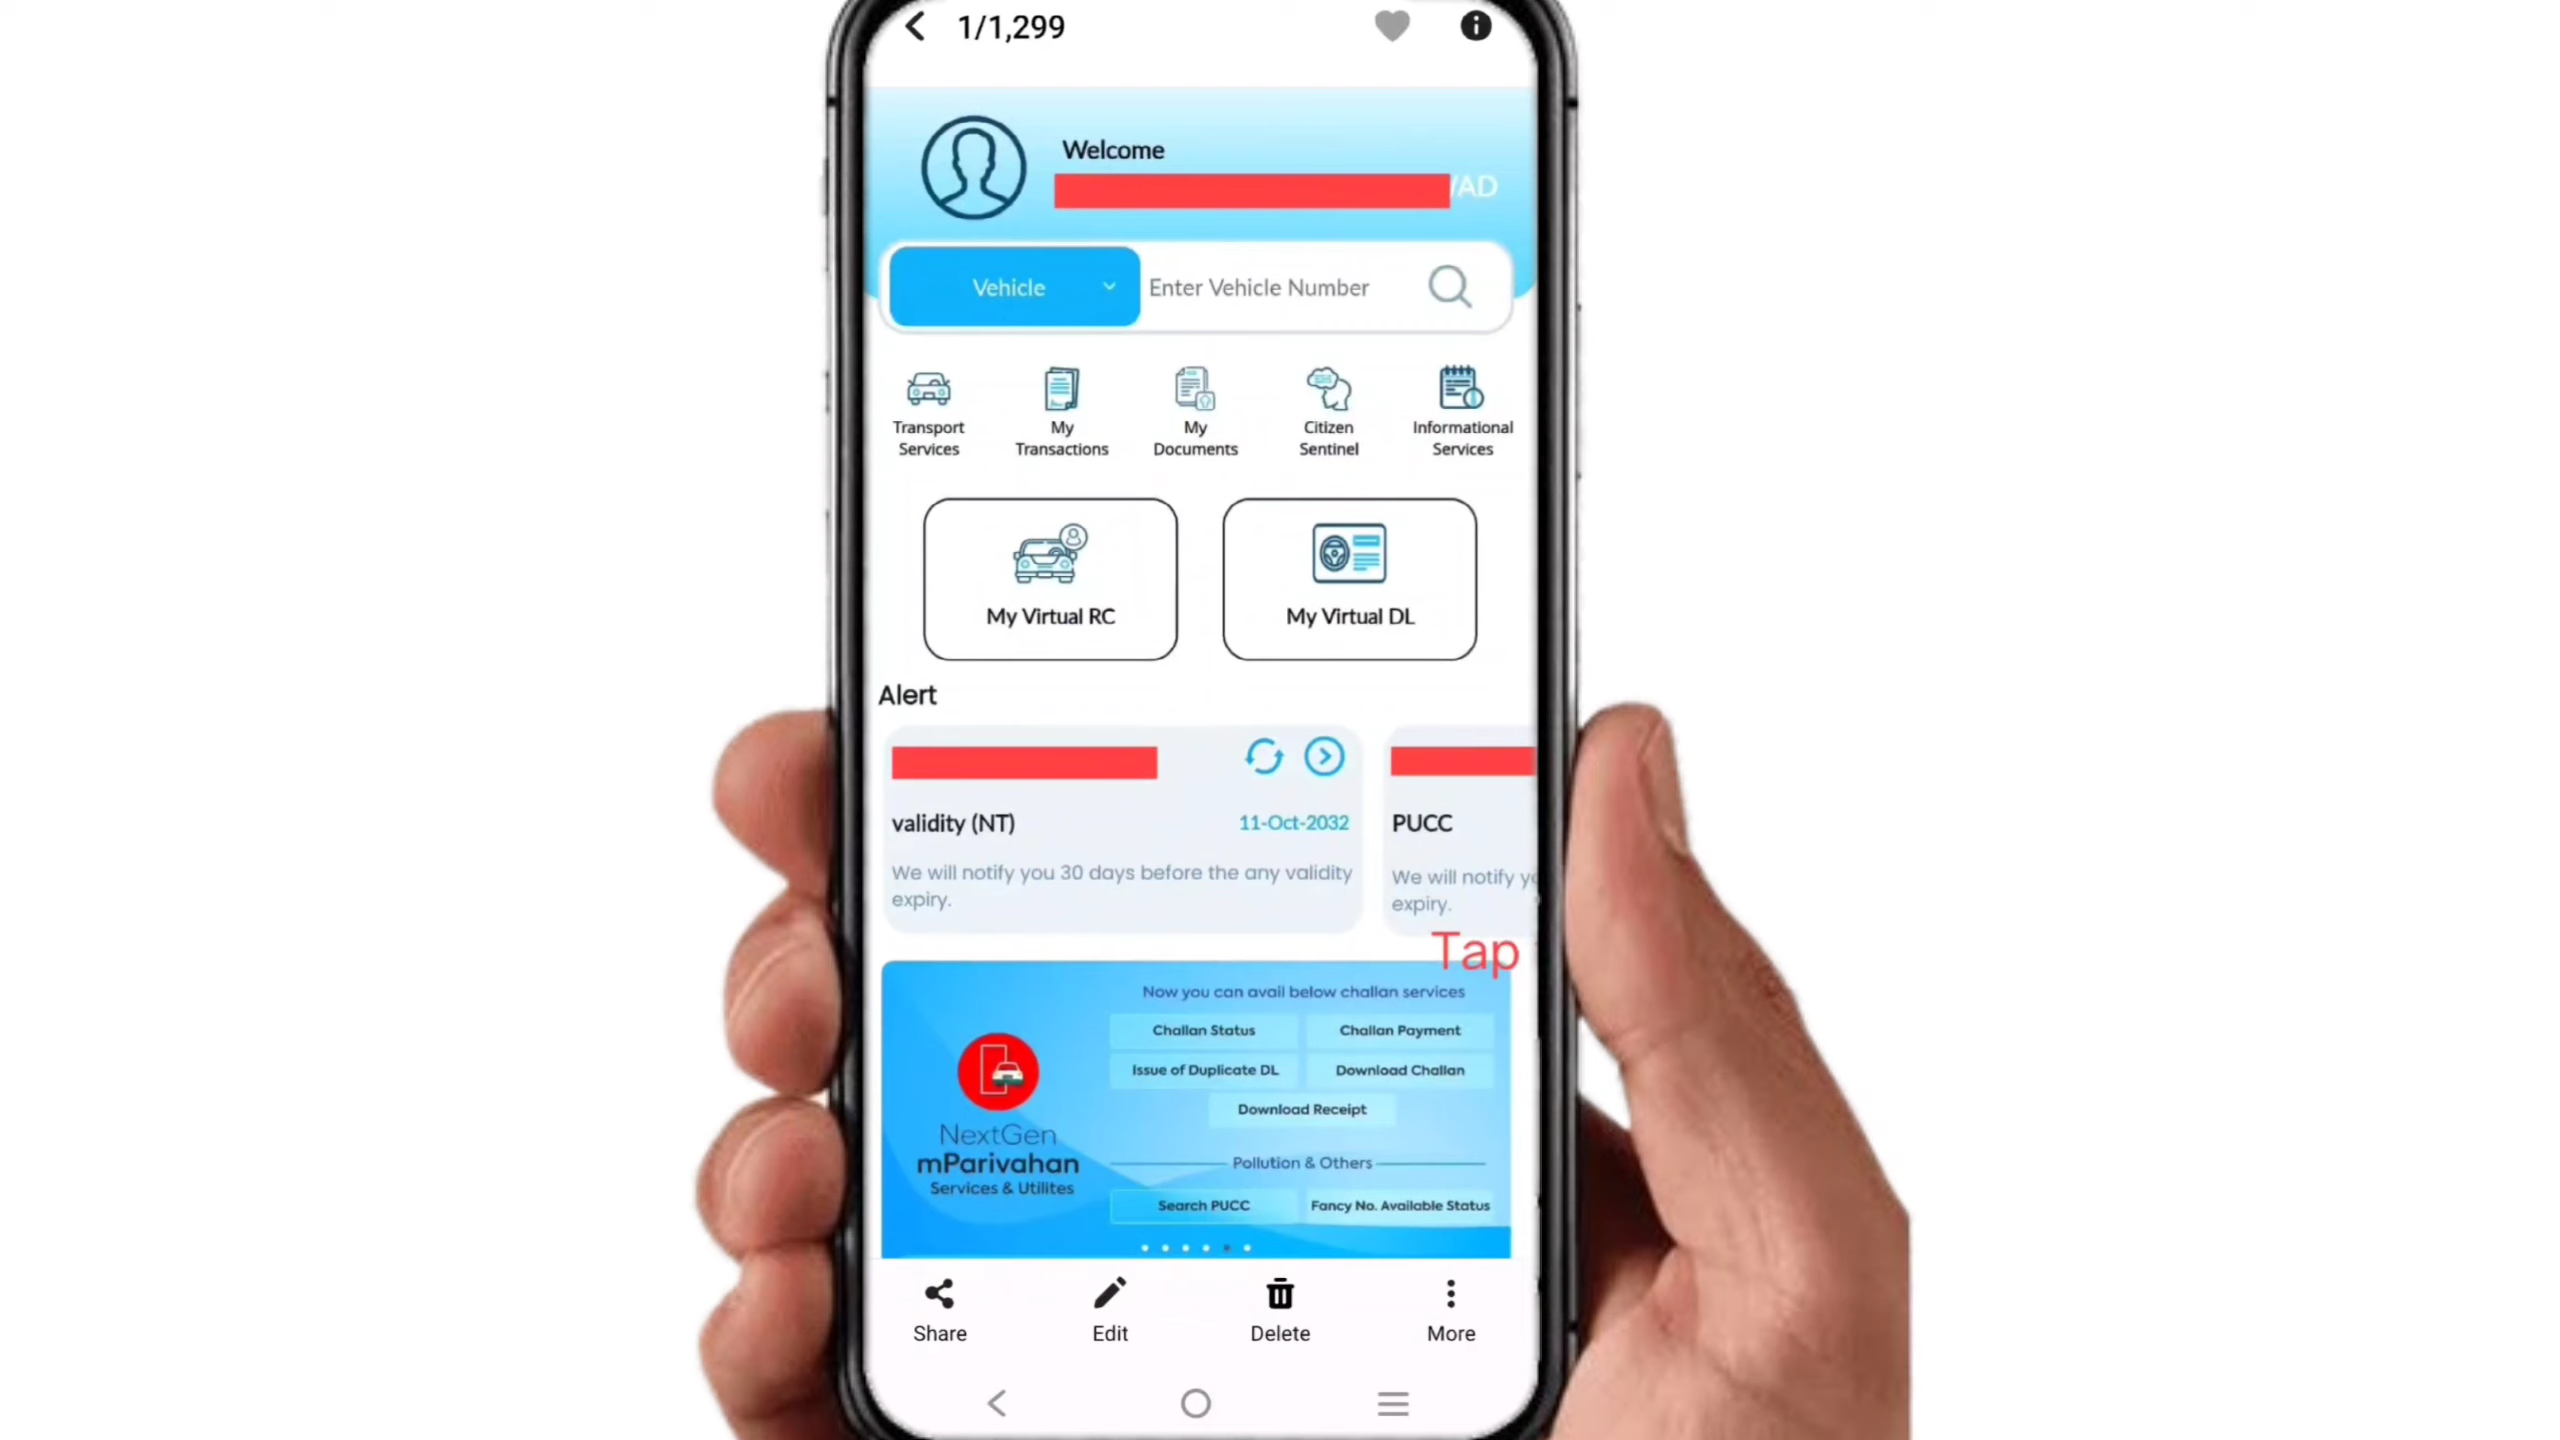 1/1,299
Welcome
Vehicle
Enter Vehicle Number
Transport Services
My Transactions
My Documents
Citizen Sentinel
Informational Services
My Virtual RC
My Virtual DL
Alert
validity (NT)
11-Oct-2032
We will notify you 30 days before the any validity
expiry.
PUCC
We will notify
expiry.
Tap
Now you can avail below challan services
Challan Status
Challan Payment
Issue of Duplicate DL
Download Challan
Download Receipt
NextGen
mParivahan
Services & Utilites
Pollution & Others
Search PUCC
Fancy No. Available Status
Share
Edit
Delete
More